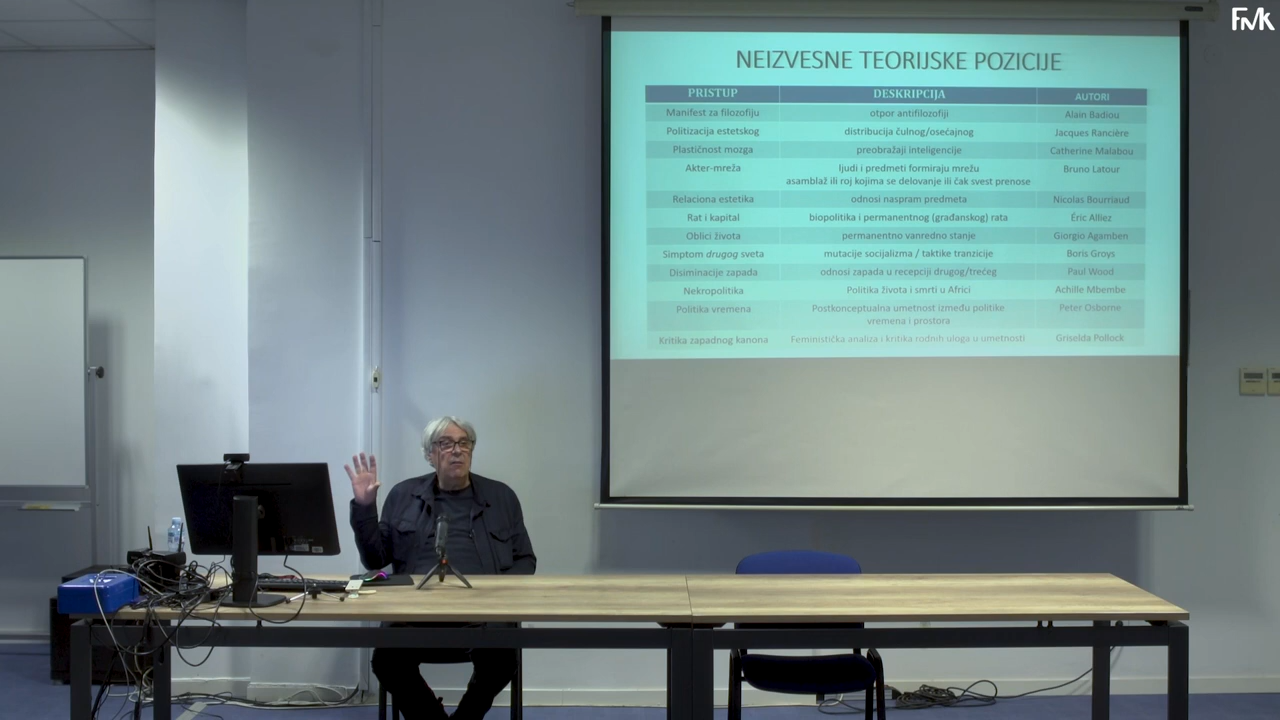 FMK
NEIZVESNE TEORIJSKE POZICIJE
PRISTUP DESKRIPCIJA AUTORI
Manifest za filozofiju otpor antifilozofiji Alain Badiou
Politizacija estetskog distribucija čulnog/osećajnog Jacques Rancière
Plastičnost mozga preobražaji inteligencije Catherine Malabou
Akter-mreža ljudi i predmeti formiraju mrežu Bruno Latour
asamblaž ili roj kojima se delovanje ili čak svest prenose
Relaciona estetika odnosi naspram predmeta Nicolas Bourriaud
Rat i kapital biopolitika i permanentnog (građanskog) rata Éric Alliez
Oblici života permanentno vanredno stanje Giorgio Agamben
Simptom drugog sveta mutacije socijalizma / taktike tranzicije Boris Groys
Disiminacije zapada odnosi zapada u recepciji drugog/trećeg Paul Wood
Nekropolitika Politika života i smrti u Africi Achille Mbembe
Politika vremena Postkonceptualna umetnost između politike Peter Osborne
vremena i prostora
Kritika zapadnog kanona Feministička analiza i kritika rodnih uloga u umetnosti Griselda Pollock